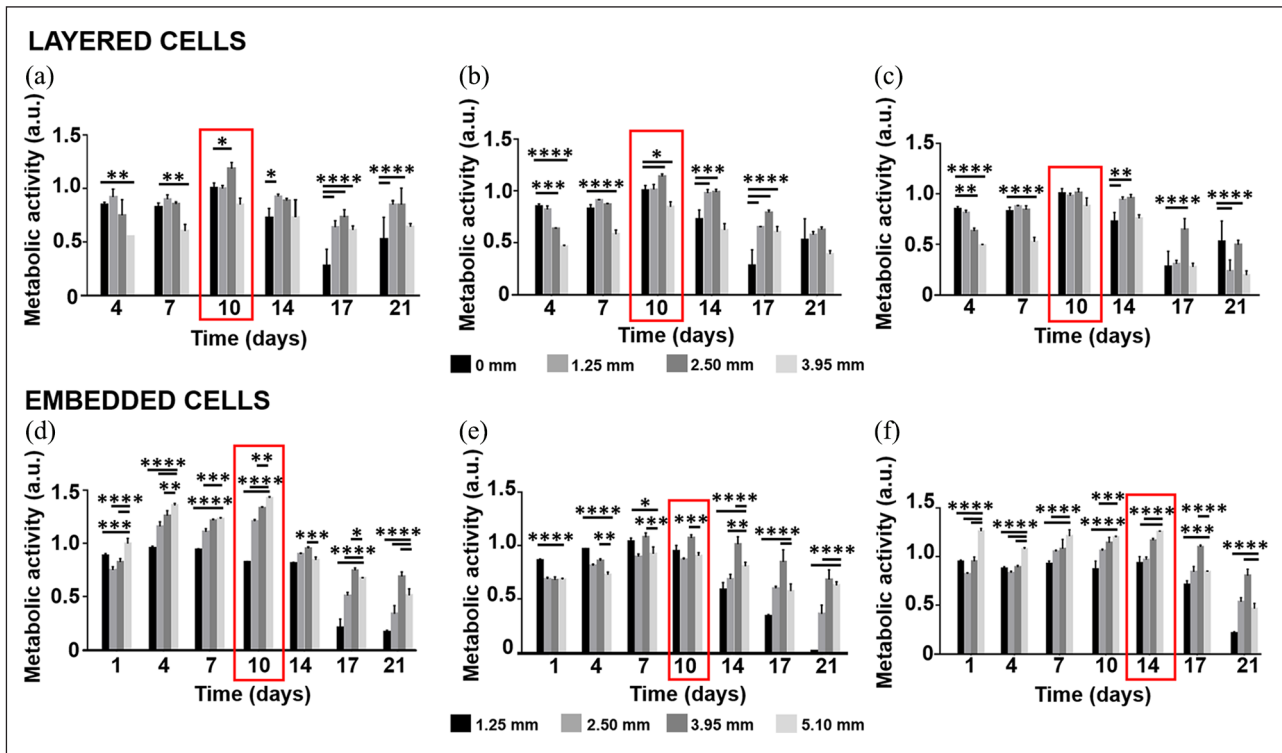 LAYERED CELLS
(a)
Metabolic activity (a.u.)
1.5
1.0
0.5
0
** ** * * **** ****
4 7 10 14 17 21
Time (days)
(b)
Metabolic activity (a.u.)
1.5
1.0
0.5
0
**** * *** ****
*** ****
4 7 10 14 17 21
Time (days)
(c)
Metabolic activity (a.u.)
1.5
1.0
0.5
0
**** ** **** ****
** ****
4 7 10 14 17 21
Time (days)
0 mm 1.25 mm 2.50 mm 3.95 mm
EMBEDDED CELLS
(d)
Metabolic activity (a.u.)
1.5
1.0
0.5
0
**** **** *** ** *** * ****
*** ** **** **** ****
1 4 7 10 14 17 21
Time (days)
(e)
Metabolic activity (a.u.)
1.5
1.0
0.5
0
**** **** * *** **** **** ****
** *** **
1 4 7 10 14 17 21
Time (days)
(f)
Metabolic activity (a.u.)
1.5
1.0
0.5
0
**** **** **** *** **** **** ****
**** ***
1 4 7 10 14 17 21
Time (days)
1.25 mm 2.50 mm 3.95 mm 5.10 mm